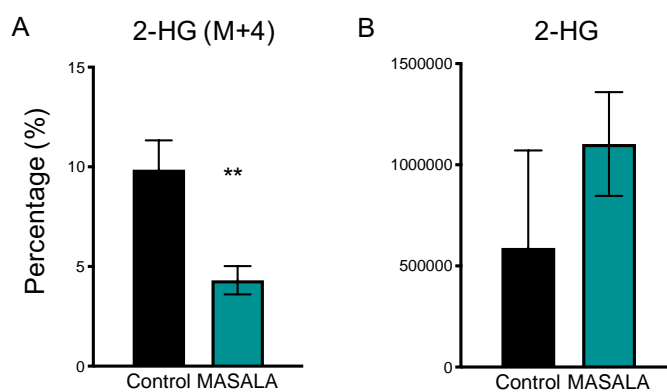 A
2-HG (M+4)
Percentage (%)
15
10
5
0
**
Control MASALA
B
2-HG
1500000
1000000
500000
0
Control MASALA